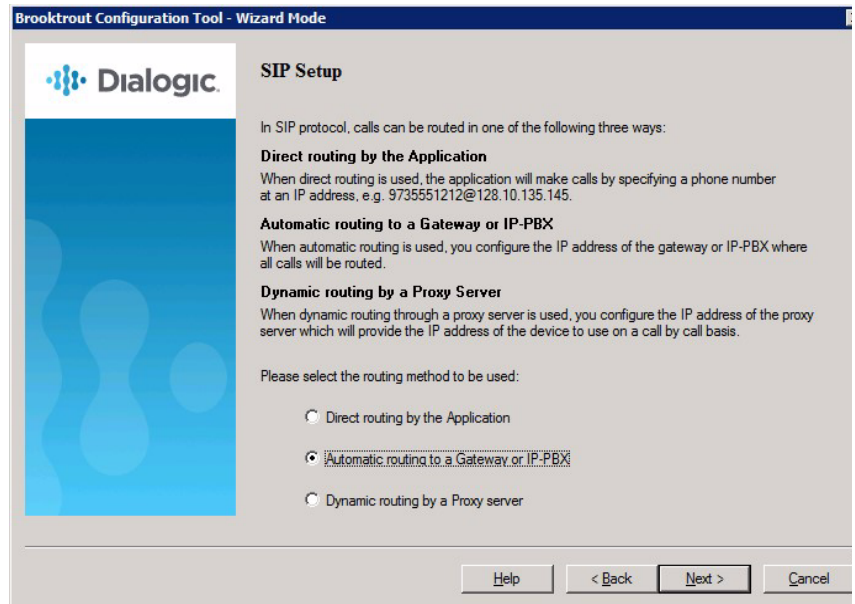 Brooktrout Configuration Tool - Wizard Mode
Dialogic.
SIP Setup
In SIP protocol, calls can be routed in one of the following three ways:
Direct routing by the Application
When direct routing is used, the application will make calls by specifying a phone number
at an IP address, e.g. 9735551212@128.10.135.145.
Automatic routing to a Gateway or IP-PBX
When automatic routing is used, you configure the IP address of the gateway or IP-PBX where
all calls will be routed.
Dynamic routing by a Proxy Server
When dynamic routing through a proxy server is used, you configure the IP address of the proxy
server which will provide the IP address of the device to use on a call by call basis.
Please select the routing method to be used:
Direct routing by the Application
Automatic routing to a Gateway or IP-PBX
Dynamic routing by a Proxy server
Help < Back Next > Cancel